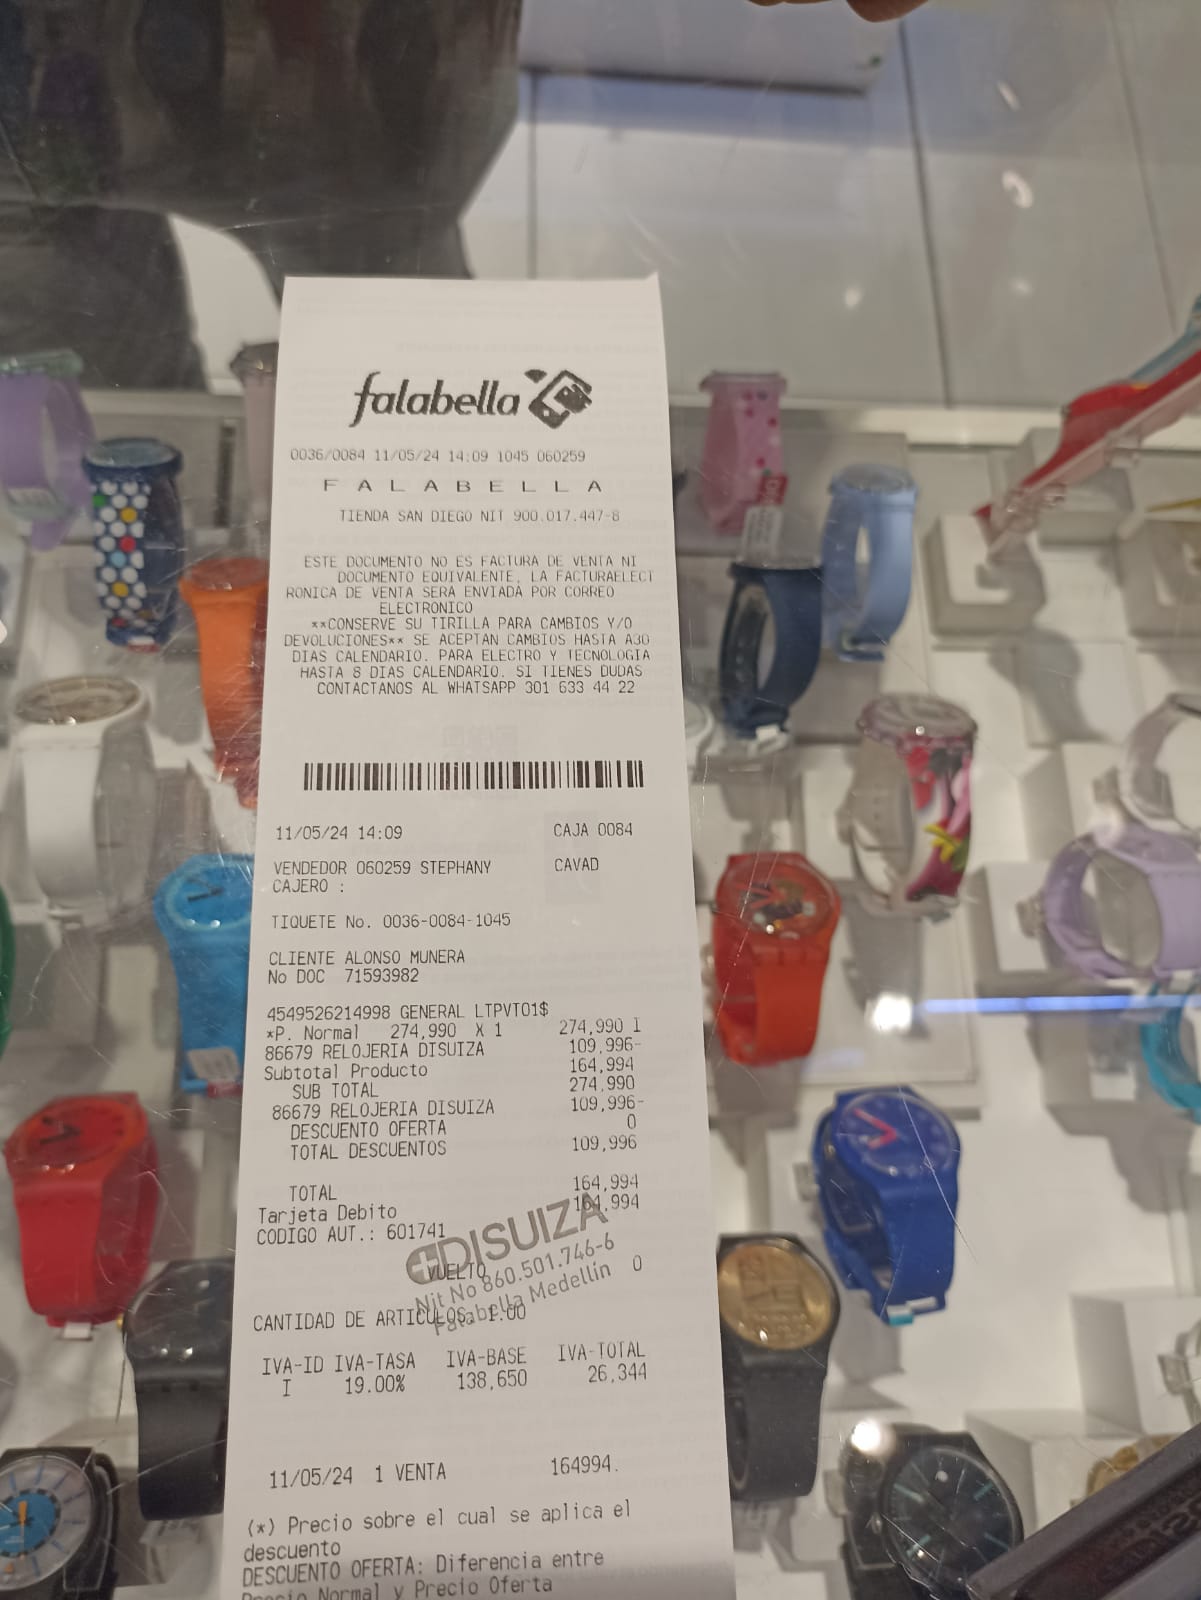 falabella
0036/0084 11/05/24 14:09 1045 060259
F A L A B E L L A
TIENDA SAN DIEGO NIT 900.017.447-8
ESTE DOCUMENTO NO ES FACTURA DE VENTA NI
DOCUMENTO EQUIVALENTE, LA FACTURAELECT
RONICA DE VENTA SERA ENVIADA POR CORREO
ELECTRONICO
**CONSERVE SU TIRILLA PARA CAMBIOS Y/O
DEVOLUCIONES** SE ACEPTAN CAMBIOS HASTA A30
DIAS CALENDARIO. PARA ELECTRO Y TECNOLOGIA
HASTA 8 DIAS CALENDARIO. SI TIENES DUDAS
CONTACTANOS AL WHATSAPP 301 633 44 22
11/05/24 14:09 CAJA 0084
VENDEDOR 060259 STEPHANY CAVAD
CAJERO :
TIQUETE No. 0036-0084-1045
CLIENTE ALONSO MUNERA
No DOC 71593982
4549526214998 GENERAL LTPVT01$
*P. Normal 274,990 X 1 274,990 I
86679 RELOJERIA DISUIZA 109,996-
Subtotal Producto 164,994
SUB TOTAL 274.990
86679 RELOJERIA DISUIZA 109,996-
DESCUENTO OFERTA 0
TOTAL DESCUENTOS 109,996
TOTAL 164,994
Tarjeta Debito 164,994
CODIGO AUT.: 601741
DISUIZA
VUELTO 0
Nit No 860.501.746-6
Falabella Medellín
CANTIDAD DE ARTICULOS: 1.00
IVA-ID IVA-TASA IVA-BASE IVA-TOTAL
I 19.00% 138,650 26,344
11/05/24 1 VENTA 164994.
(*) Precio sobre el cual se aplica el
descuento
DESCUENTO OFERTA: Diferencia entre
Precio Normal y Precio Oferta